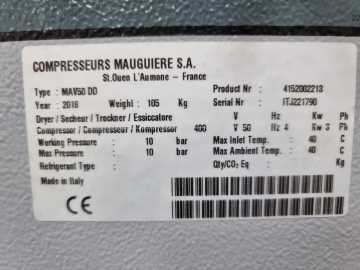 COMPRESSEURS MAUGUIERE S.A.
St.Ouen L'Aumone - France
Type : MAV50 DD Product Nr : 4152002213
Year : 2016 Weight : 105 Kg Serial Nr : ITJ221790
Dryer / Secheur / Trockner / Essiccatore V Hz Kw Ph
Compressor / Compresseur / Kompressor 400 V 50 Hz 4 Kw 3 Ph
Working Pressure : 10 bar Max Inlet Temp. : 40 C
Max Pressure : 10 bar Max Ambient Temp. : 40 C
Refrigerant Type : Qty/CO₂ Eq : Kg
Made in Italy
CE